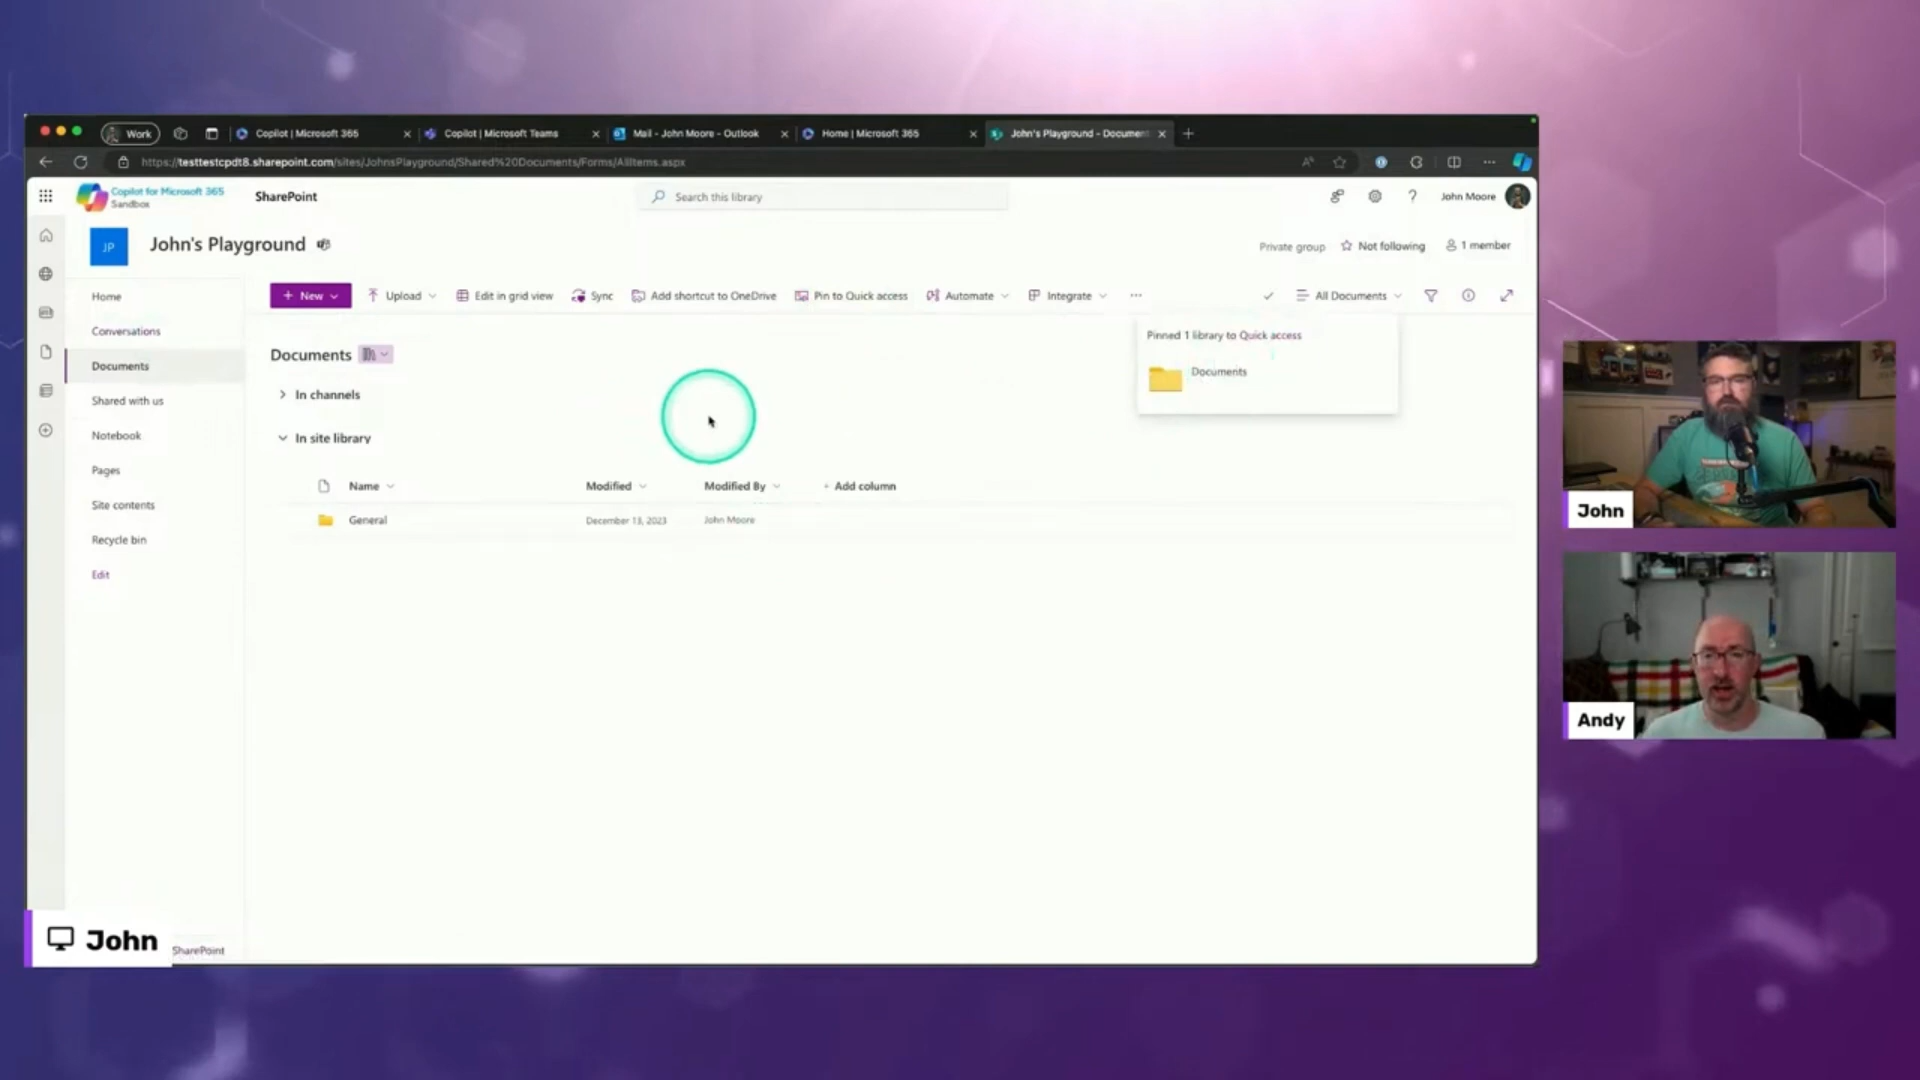 Work
Copilot | Microsoft 365
Copilot | Microsoft Teams
Mail - John Moore - Outlook
Home | Microsoft 365
John's Playground - Document
https://testtestcpdt8.sharepoint.com/sites/JohnsPlayground/Shared%20Documents/Forms/AllItems.aspx
Copilot for Microsoft 365
Sandbox
SharePoint
Search this library
John Moore
JP
John's Playground
Private group
Not following
1 member
Home
Conversations
Documents
Shared with us
Notebook
Pages
Site contents
Recycle bin
Edit
New
Upload
Edit in grid view
Sync
Add shortcut to OneDrive
Pin to Quick access
Automate
Integrate
All Documents
Pinned 1 library to Quick access
Documents
Documents
In channels
In site library
Name
Modified
Modified By
+ Add column
General
December 13, 2023
John Moore
John
Andy
John
SharePoint